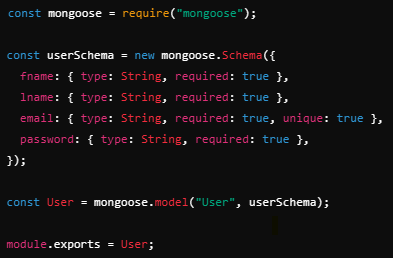 const mongoose = require("mongoose");

const userSchema = new mongoose.Schema({
  fname: { type: String, required: true },
  lname: { type: String, required: true },
  email: { type: String, required: true, unique: true },
  password: { type: String, required: true },
});

const User = mongoose.model("User", userSchema);

module.exports = User;